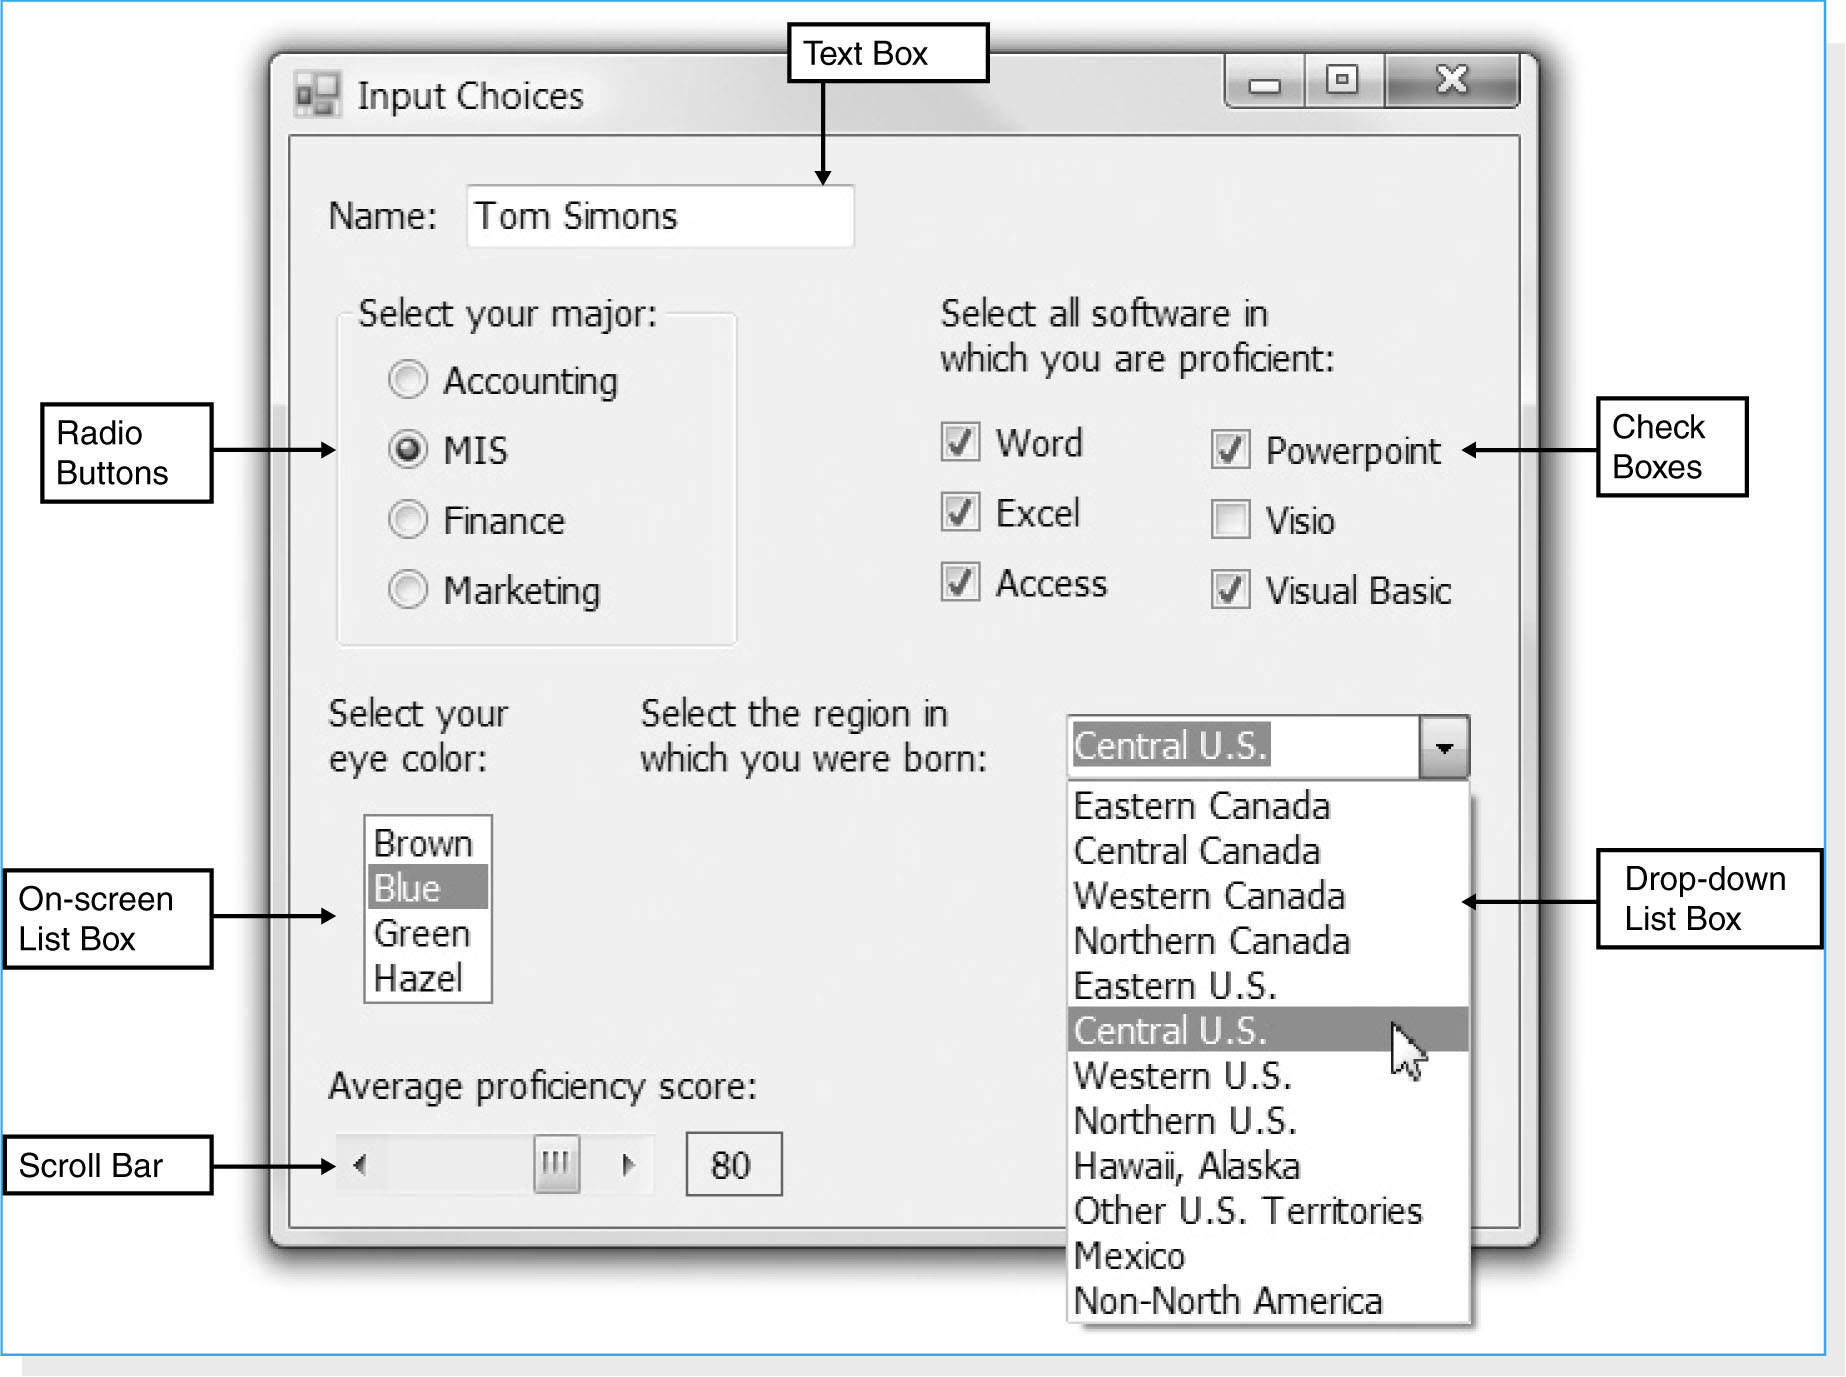 Text Box
Input Choices
Name: Tom Simons
Select your major:
Accounting
MIS
Finance
Marketing
Radio
Buttons
Select all software in
which you are proficient:
Word
Excel
Access
Powerpoint
Visio
Visual Basic
Check
Boxes
Select your
eye color:
Brown
Blue
Green
Hazel
On-screen
List Box
Select the region in
which you were born:
Central U.S.
Eastern Canada
Central Canada
Western Canada
Northern Canada
Eastern U.S.
Central U.S.
Western U.S.
Northern U.S.
Hawaii, Alaska
Other U.S. Territories
Mexico
Non-North America
Drop-down
List Box
Average proficiency score:
80
Scroll Bar